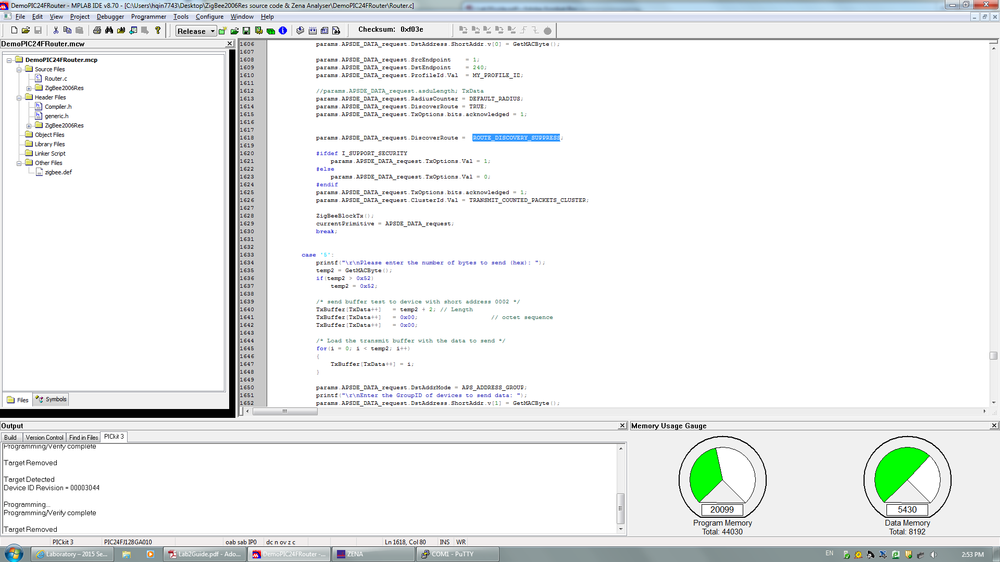 DemoPIC24FRouter - MPLAB IDE v8.70 - [C:\Users\hqin7743\Desktop\ZigBee2006Res source code & Zena Analyser\DemoPIC24FRouter\Router.c]
File Edit View Project Debugger Programmer Tools Configure Window Help
Release Checksum: 0xf03e
DemoPIC24FRouter.mcw
DemoPIC24FRouter.mcp
Source Files
Router.c
ZigBee2006Res
Header Files
Compiler.h
generic.h
ZigBee2006Res
Object Files
Library Files
Linker Script
Other Files
zigbee.def
Files Symbols
1606 params.APSDE_DATA_request.DstAddress.ShortAddr.v[0] = GetMACByte();
1607
1608 params.APSDE_DATA_request.SrcEndpoint = 1;
1609 params.APSDE_DATA_request.DstEndpoint = 240;
1610 params.APSDE_DATA_request.ProfileId.Val = MY_PROFILE_ID;
1611
1612 //params.APSDE_DATA_request.asduLength; TxData
1613 params.APSDE_DATA_request.RadiusCounter = DEFAULT_RADIUS;
1614 params.APSDE_DATA_request.DiscoverRoute = TRUE;
1615 params.APSDE_DATA_request.TxOptions.bits.acknowledged = 1;
1616
1617
1618 params.APSDE_DATA_request.DiscoverRoute = ROUTE_DISCOVERY_SUPPRESS;
1619
1620 #ifdef I_SUPPORT_SECURITY
1621 params.APSDE_DATA_request.TxOptions.Val = 1;
1622 #else
1623 params.APSDE_DATA_request.TxOptions.Val = 0;
1624 #endif
1625 params.APSDE_DATA_request.TxOptions.bits.acknowledged = 1;
1626 params.APSDE_DATA_request.ClusterId.Val = TRANSMIT_COUNTED_PACKETS_CLUSTER;
1627
1628 ZigBeeBlockTx();
1629 currentPrimitive = APSDE_DATA_request;
1630 break;
1631
1632
1633 case '5':
1634 printf("\r\nPlease enter the number of bytes to send (hex): ");
1635 temp2 = GetMACByte();
1636 if(temp2 > 0x52)
1637 temp2 = 0x52;
1638
1639 /* send buffer test to device with short address 0002 */
1640 TxBuffer[TxData++] = temp2 + 2; // Length
1641 TxBuffer[TxData++] = 0x00; // octet sequence
1642 TxBuffer[TxData++] = 0x00;
1643
1644 /* Load the transmit buffer with the data to send */
1645 for(i = 0; i < temp2; i++)
1646 {
1647 TxBuffer[TxData++] = i;
1648 }
1649
1650 params.APSDE_DATA_request.DstAddrMode = APS_ADDRESS_GROUP;
1651 printf("\r\nEnter the GroupID of devices to send data: ");
1652 params.APSDE_DATA_request.DstAddress.ShortAddr.v[1] = GetMACByte();
Output
Build Version Control Find in Files PICkit 3
Programming/Verify complete
Target Removed
Target Detected
Device ID Revision = 00003044
Programming...
Programming/Verify complete
Target Removed
Memory Usage Gauge
20099
Program Memory
Total: 44030
5430
Data Memory
Total: 8192
PICkit 3 PIC24FJ128GA010 oab sab IP0 dc n ov z c Ln 1618, Col 80 INS WR
Laboratory – 2015 Se... Lab2Guide.pdf - Ado... DemoPIC24FRouter -... ZENA COM1 - PuTTY EN 2:53 PM